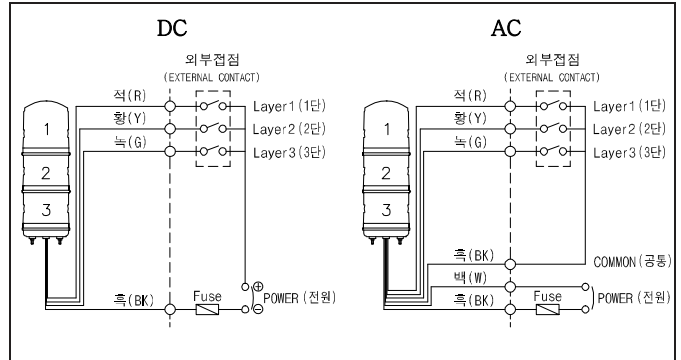 DC
외부접점
(EXTERNAL CONTACT)
적(R)
Layer1 (1단)
황(Y)
Layer2 (2단)
녹(G)
Layer3 (3단)
1
2
3
흑(BK)
Fuse
⊕
⊖
POWER (전원)
AC
외부접점
(EXTERNAL CONTACT)
적(R)
Layer1 (1단)
황(Y)
Layer2 (2단)
녹(G)
Layer3 (3단)
1
2
3
흑(BK)
COMMON (공통)
백(W)
흑(BK)
Fuse
POWER (전원)